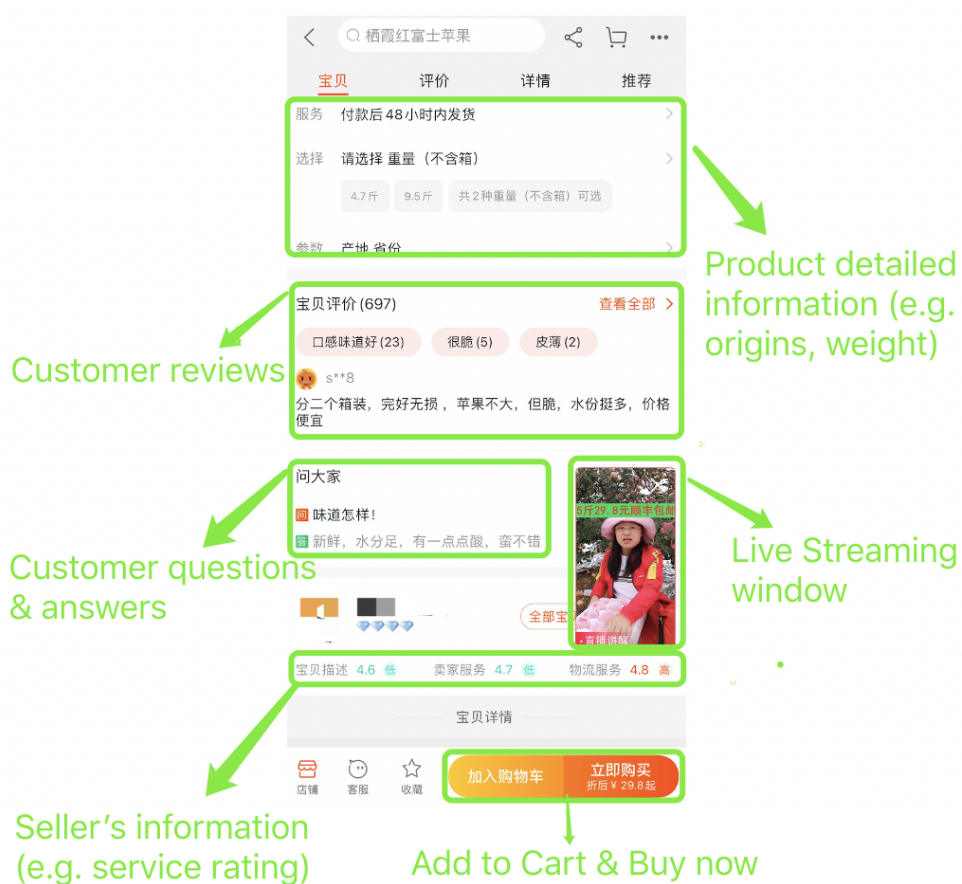 栖霞红富士苹果
宝贝 评价 详情 推荐
服务 付款后48小时内发货
选择 请选择 重量（不含箱）
4.7斤 9.5斤 共2种重量（不含箱）可选
参数 产地 省份
Product detailed
information (e.g.
origins, weight)
宝贝评价(697) 查看全部
口感味道好(23) 很脆(5) 皮薄(2)
Customer reviews
s**8
分二个箱装，完好无损 ，苹果不大，但脆，水份挺多，价格
便宜
问大家
问 味道怎样！
答 新鲜，水分足，有一点点酸，蛮不错
Customer questions
& answers
5斤29.8元顺丰包邮
直播讲解
Live Streaming
window
全部宝
宝贝描述 4.6 低 卖家服务 4.7 低 物流服务 4.8 高
宝贝详情
店铺 客服 收藏
加入购物车
立即购买
折后¥ 29.8起
Seller's information
(e.g. service rating)
Add to Cart & Buy now